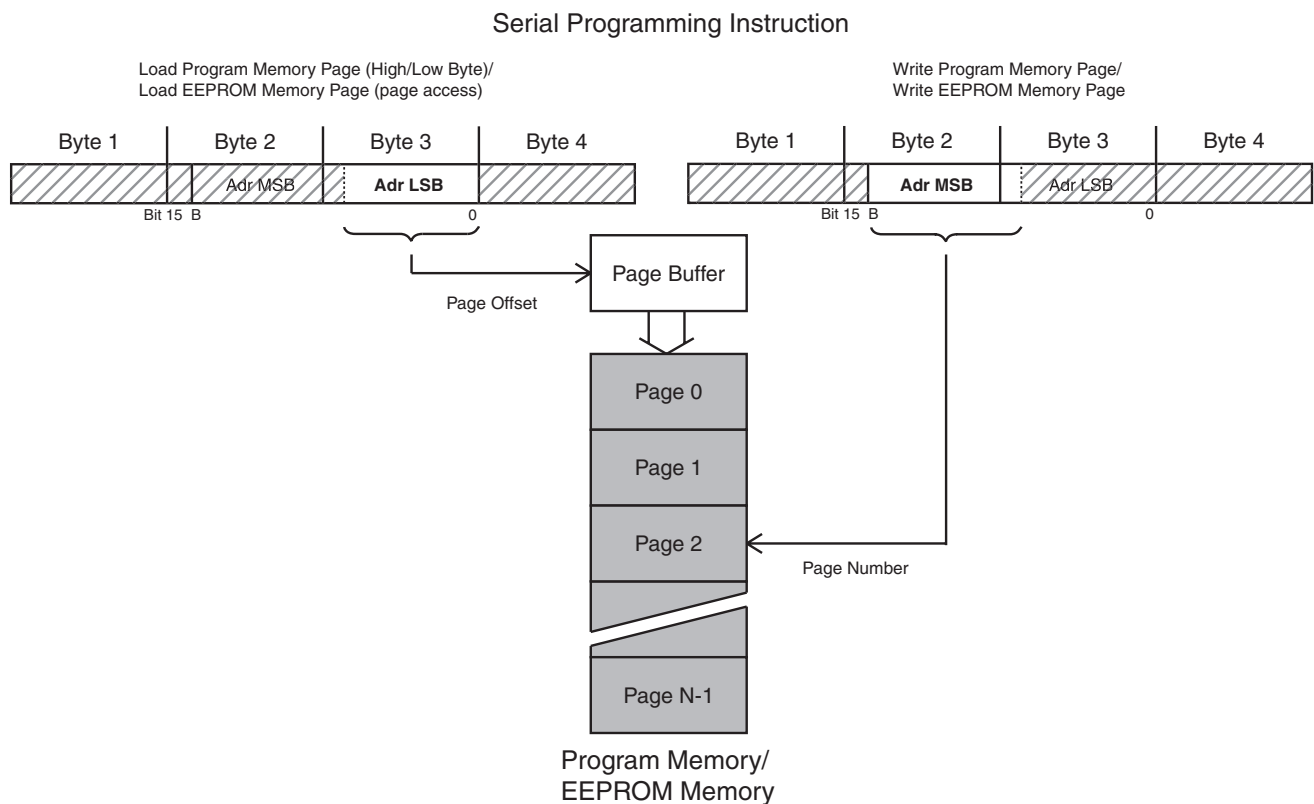 Serial Programming Instruction
Load Program Memory Page (High/Low Byte)/
Load EEPROM Memory Page (page access)
Byte 1 Byte 2 Byte 3 Byte 4
Adr MSB Adr LSB
Bit 15 B 0
Write Program Memory Page/
Write EEPROM Memory Page
Byte 1 Byte 2 Byte 3 Byte 4
Adr MSB Adr LSB
Bit 15 B 0
Page Buffer
Page Offset
Page 0
Page 1
Page 2
Page Number
Page N-1
Program Memory/
EEPROM Memory